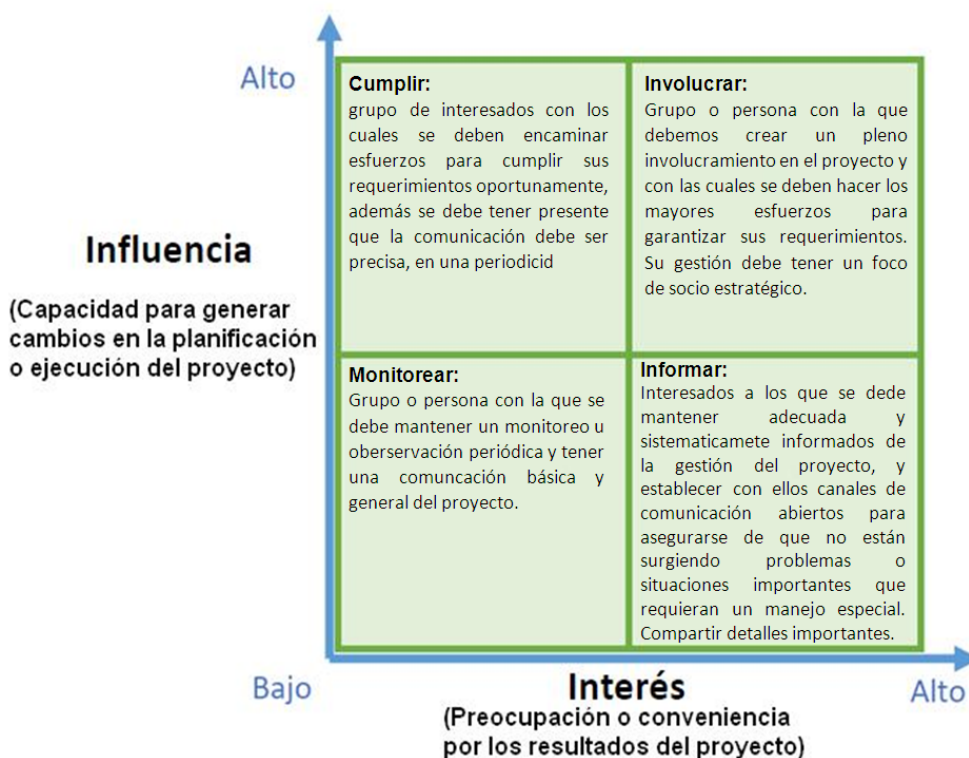 Alto
Cumplir:
grupo de interesados con los
cuales se deben encaminar
esfuerzos para cumplir sus
requerimientos oportunamente,
además se debe tener presente
que la comunicación debe ser
precisa, en una periodicid
Involucrar:
Grupo o persona con la que
debemos crear un pleno
involucramiento en el proyecto y
con las cuales se deben hacer los
mayores esfuerzos para
garantizar sus requerimientos.
Su gestión debe tener un foco
de socio estratégico.
Influencia
(Capacidad para generar
cambios en la planificación
o ejecución del proyecto)
Monitorear:
Grupo o persona con la que se
debe mantener un monitoreo u
oberservación periódica y tener
una comuncación básica y
general del proyecto.
Informar:
Interesados a los que se dede
mantener adecuada y
sistematicamete informados de
la gestión del proyecto, y
establecer con ellos canales de
comunicación abiertos para
asegurarse de que no están
surgiendo problemas o
situaciones importantes que
requieran un manejo especial.
Compartir detalles importantes.
Bajo
Interés
Alto
(Preocupación o conveniencia
por los resultados del proyecto)